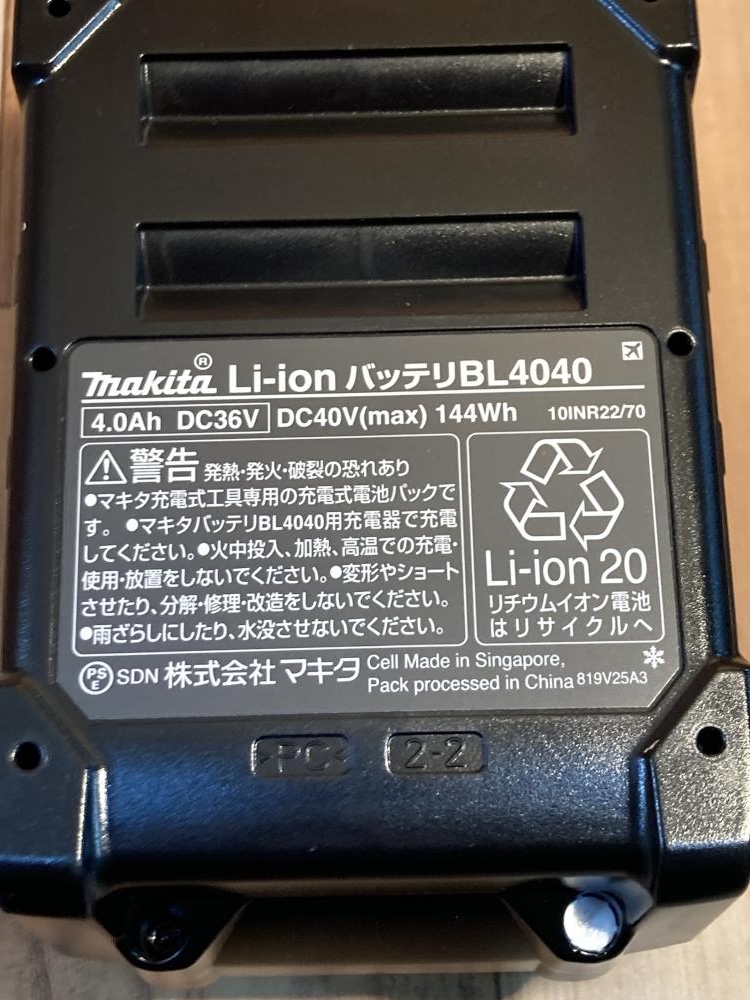 makita® Li-ion バッテリBL4040
4.0Ah DC36V DC40V(max) 144Wh 10INR22/70
警告 発熱・発火・破裂の恐れあり
●マキタ充電式工具専用の充電式電池パックで
す。●マキタバッテリBL4040用充電器で充電
してください。●火中投入、加熱、高温での充電・
使用・放置をしないでください。●変形やショート
させたり、分解・修理・改造をしないでください。
●雨ざらしにしたり、水没させないでください。
Li-ion 20
リチウムイオン電池
はリサイクルへ
PSE SDN 株式会社 マキタ
Cell Made in Singapore,
Pack processed in China 819V25A3
>PC< 2-2